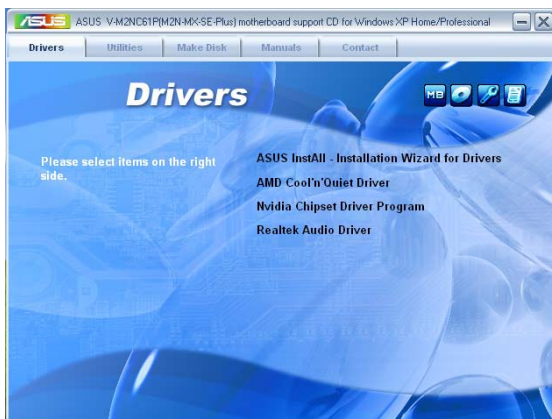 ASUS ASUS V-M2NC61P(M2N-MX-SE-Plus) motherboard support CD for Windows XP Home/Professional
Drivers Utilities Make Disk Manuals Contact
Drivers
MB
Please select items on the right
side.
ASUS InstAll - Installation Wizard for Drivers
AMD Cool'n'Quiet Driver
Nvidia Chipset Driver Program
Realtek Audio Driver